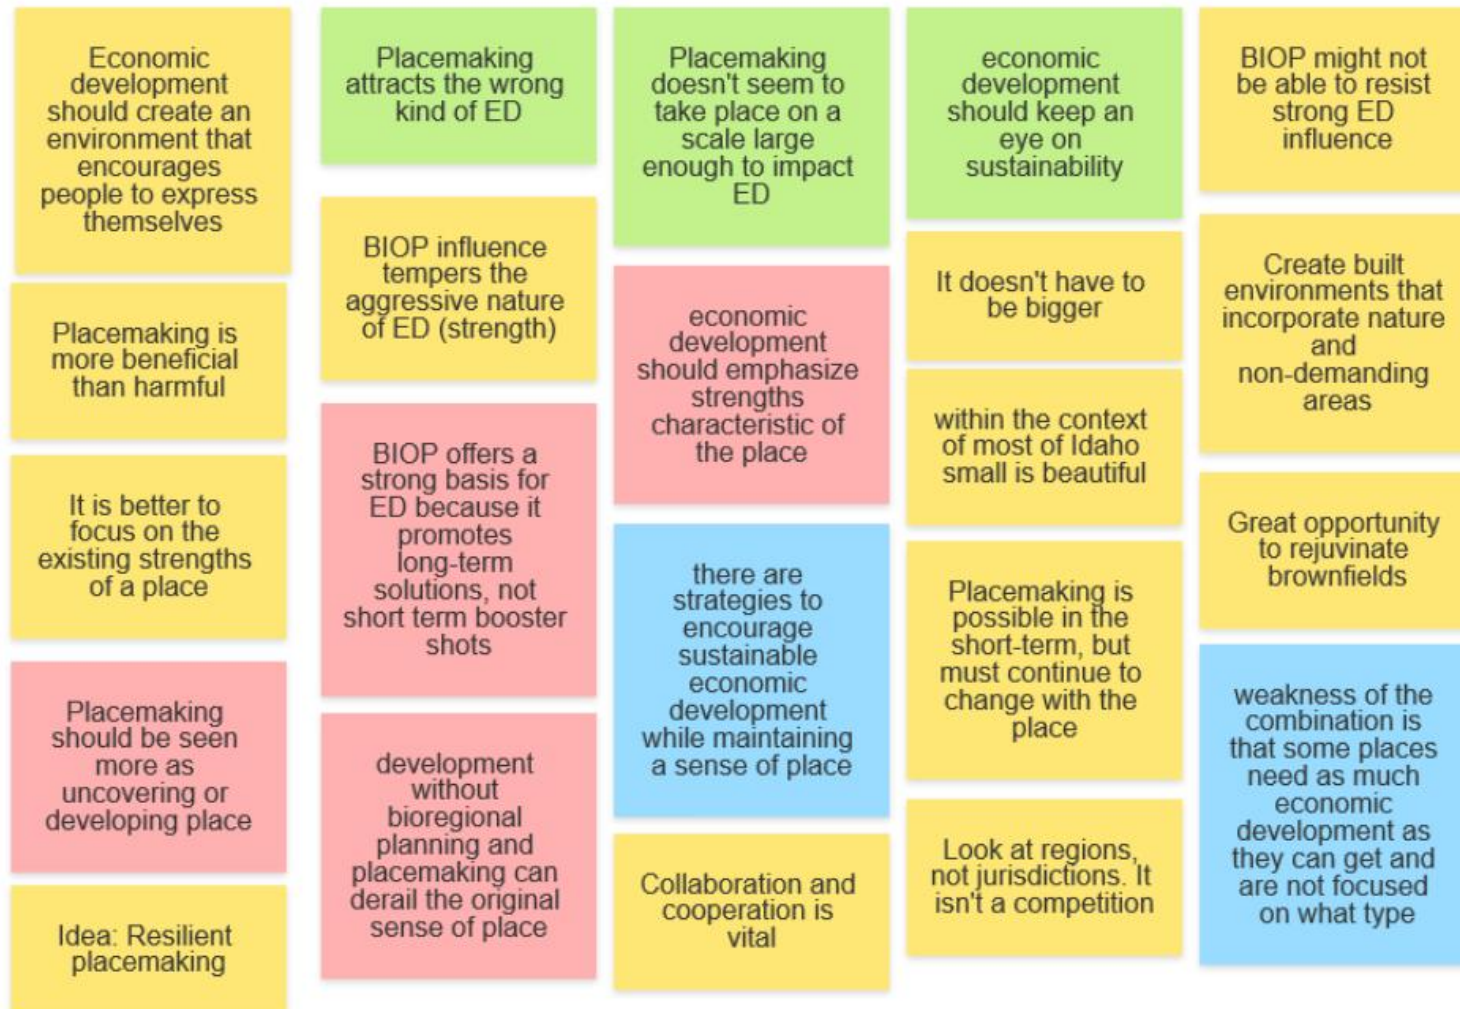 Economic
development
should create an
environment that
encourages
people to express
themselves
Placemaking is
more beneficial
than harmful
It is better to
focus on the
existing strengths
of a place
Placemaking
should be seen
more as
uncovering or
developing place
Idea: Resilient
placemaking
Placemaking
attracts the wrong
kind of ED
BIOP influence
tempers the
aggressive nature
of ED (strength)
BIOP offers a
strong basis for
ED because it
promotes
long-term
solutions, not
short term booster
shots
development
without
bioregional
planning and
placemaking can
derail the original
sense of place
Placemaking
doesn't seem to
take place on a
scale large
enough to impact
ED
economic
development
should emphasize
strengths
characteristic of
the place
there are
strategies to
encourage
sustainable
economic
development
while maintaining
a sense of place
Collaboration and
cooperation is
vital
economic
development
should keep an
eye on
sustainability
It doesn't have to
be bigger
within the context
of most of Idaho
small is beautiful
Placemaking is
possible in the
short-term, but
must continue to
change with the
place
Look at regions,
not jurisdictions. It
isn't a competition
BIOP might not
be able to resist
strong ED
influence
Create built
environments that
incorporate nature
and
non-demanding
areas
Great opportunity
to rejuvinate
brownfields
weakness of the
combination is
that some places
need as much
economic
development as
they can get and
are not focused
on what type